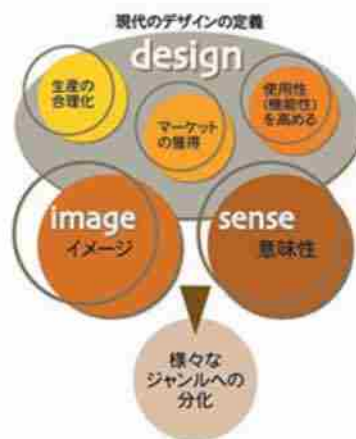 現代のデザインの定義
design
生産の
合理化
マーケット
の獲得
使用性
(機能性)
を高める
image
イメージ
sense
意味性
様々な
ジャンルへの
分化